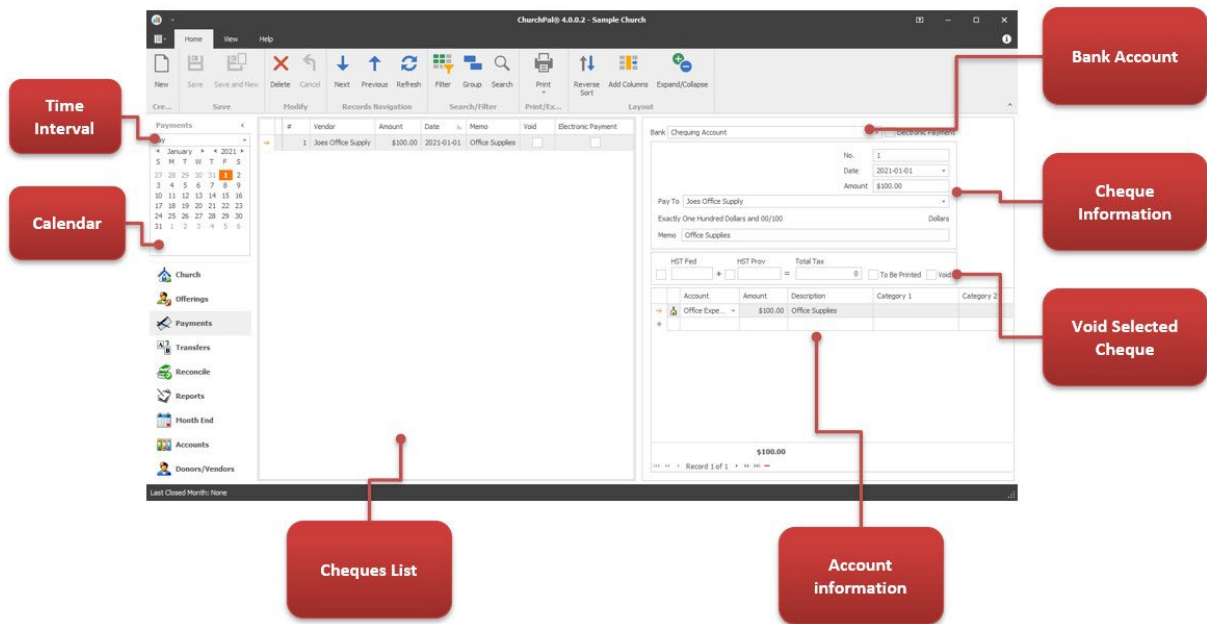 ChurchPal® 4.0.0.2 - Sample Church
Home View Help
New Save Save and New Delete Cancel Next Previous Refresh Filter Group Search Print Reverse Sort Add Columns Expand/Collapse
Cre... Save Modify Records Navigation Search/Filter Print/Ex... Layout
Time
Interval
Calendar
Payments
January 2021
S M T W T F S
27 28 29 30 31 1 2
3 4 5 6 7 8 9
10 11 12 13 14 15 16
17 18 19 20 21 22 23
24 25 26 27 28 29 30
31 1 2 3 4 5 6
Church
Offerings
Payments
Transfers
Reconcile
Reports
Month End
Accounts
Donors/Vendors
# Vendor Amount Date Memo Void Electronic Payment
1 Joes Office Supply $100.00 2021-01-01 Office Supplies
Bank Chequing Account Electronic Payment
No. 1
Date 2021-01-01
Amount $100.00
Pay To Joes Office Supply
Exactly One Hundred Dollars and 00/100 Dollars
Memo Office Supplies
HST Fed HST Prov Total Tax
+ = 0 To Be Printed Void
Account Amount Description Category 1 Category 2
Office Expe... $100.00 Office Supplies
$100.00
Record 1 of 1
Last Closed Month: None
Bank Account
Cheque
Information
Void Selected
Cheque
Cheques List
Account
information